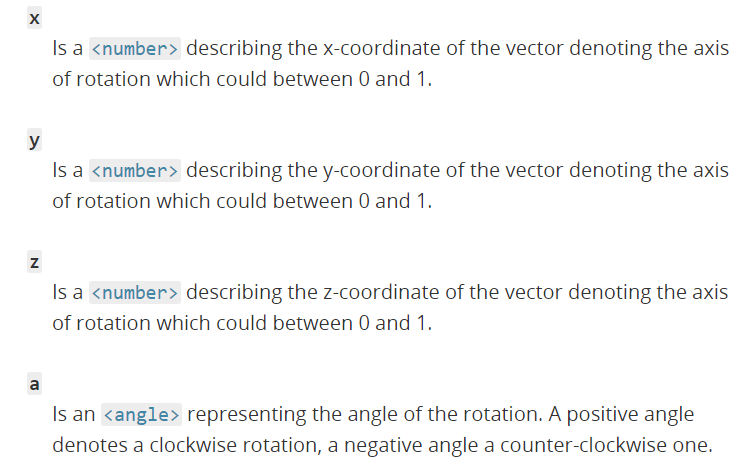 x
Is a <number> describing the x-coordinate of the vector denoting the axis
of rotation which could between 0 and 1.
y
Is a <number> describing the y-coordinate of the vector denoting the axis
of rotation which could between 0 and 1.
z
Is a <number> describing the z-coordinate of the vector denoting the axis
of rotation which could between 0 and 1.
a
Is an <angle> representing the angle of the rotation. A positive angle
denotes a clockwise rotation, a negative angle a counter-clockwise one.